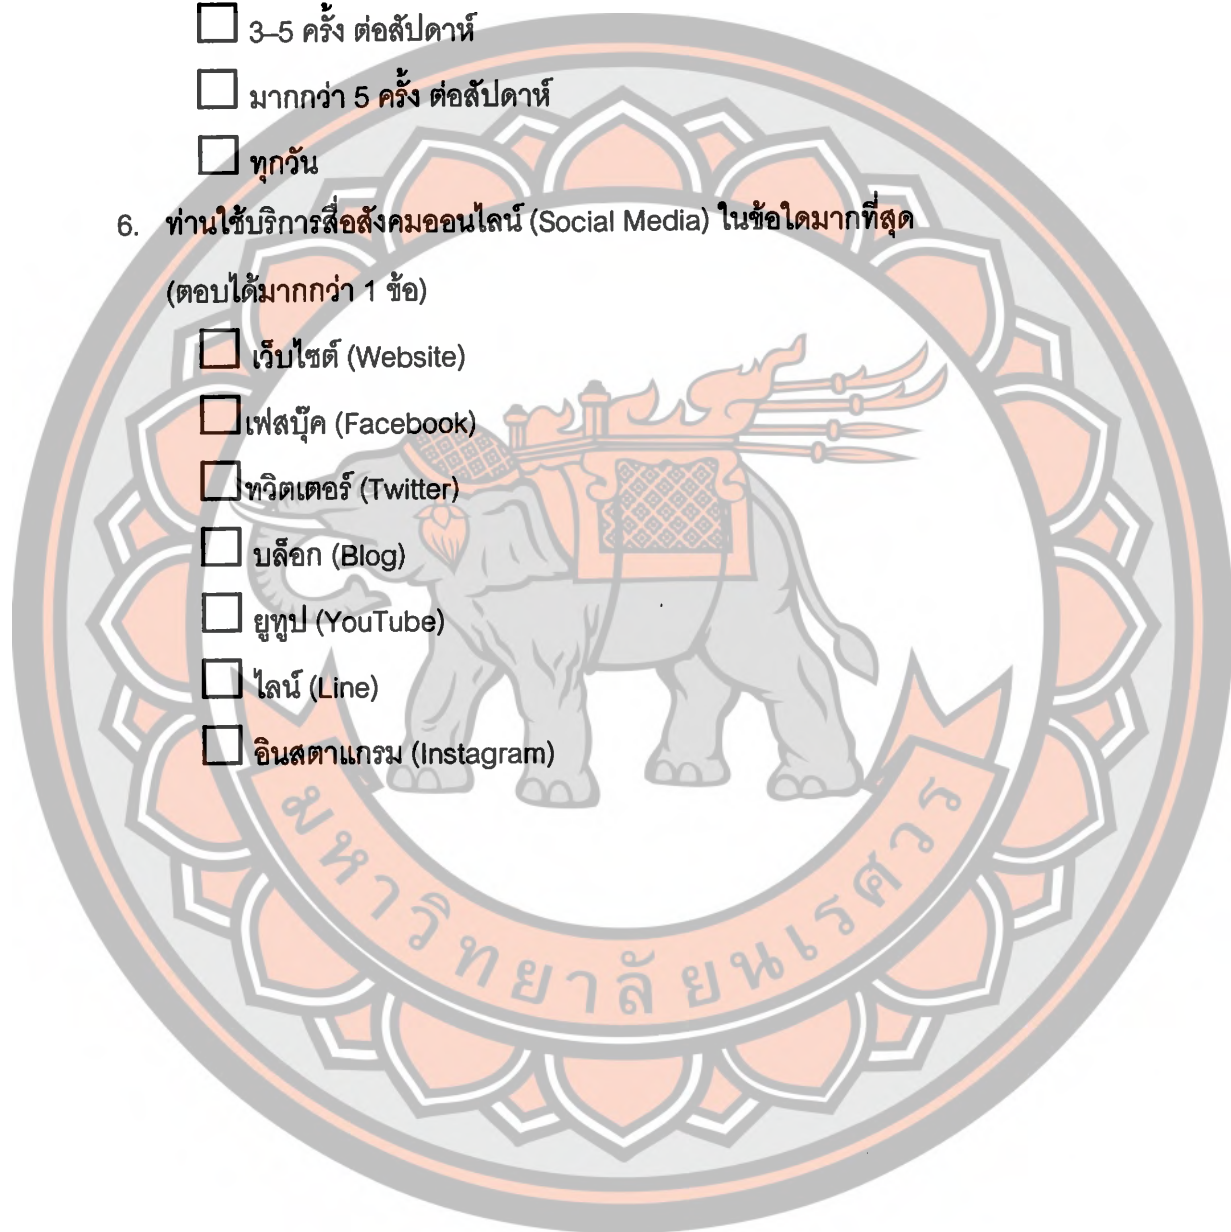 ☐ 3–5 ครั้ง ต่อสัปดาห์
☐ มากกว่า 5 ครั้ง ต่อสัปดาห์
☐ ทุกวัน
6. ท่านใช้บริการสื่อสังคมออนไลน์ (Social Media) ในข้อใดมากที่สุด
(ตอบได้มากกว่า 1 ข้อ)
☐ เว็บไซต์ (Website)
☐ เฟสบุ๊ค (Facebook)
☐ ทวิตเตอร์ (Twitter)
☐ บล็อก (Blog)
☐ ยูทูป (YouTube)
☐ ไลน์ (Line)
☐ อินสตาแกรม (Instagram)
มหาวิทยาลัยนเรศวร